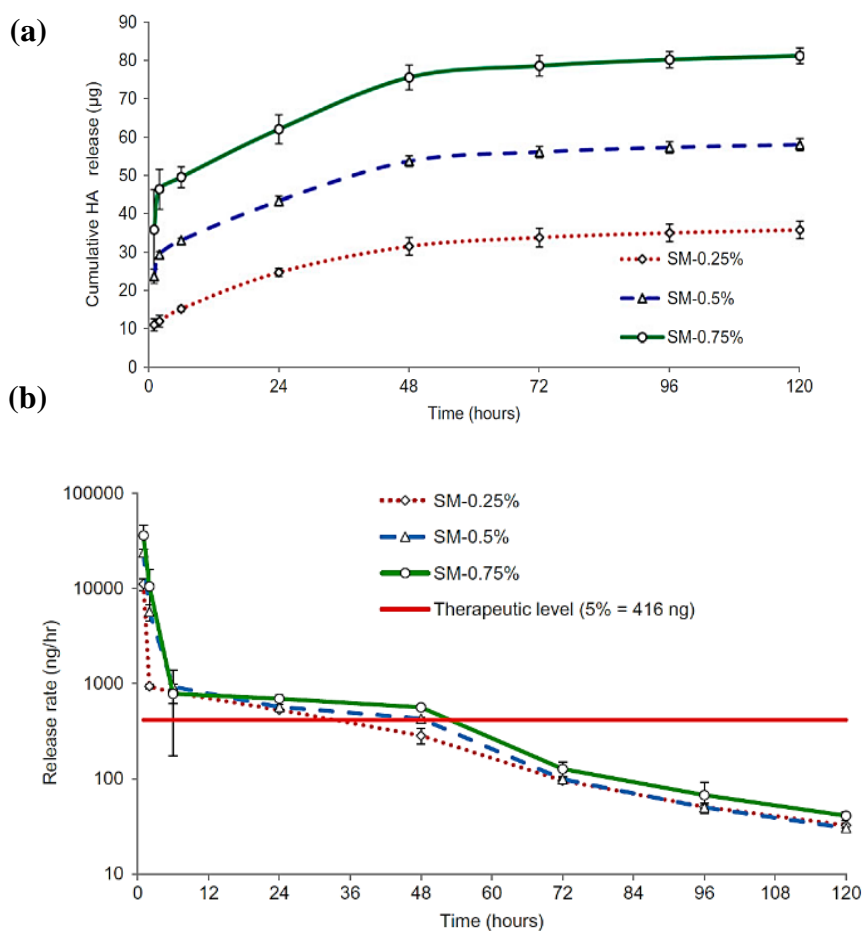 (a)
90
80
70
60
50
40
30
20
10
0
Cumulative HA release (µg)
0 24 48 72 96 120
Time (hours)
SM-0.25%
SM-0.5%
SM-0.75%
(b)
100000
10000
1000
100
10
Release rate (ng/hr)
SM-0.25%
SM-0.5%
SM-0.75%
Therapeutic level (5% = 416 ng)
0 12 24 36 48 60 72 84 96 108 120
Time (hours)